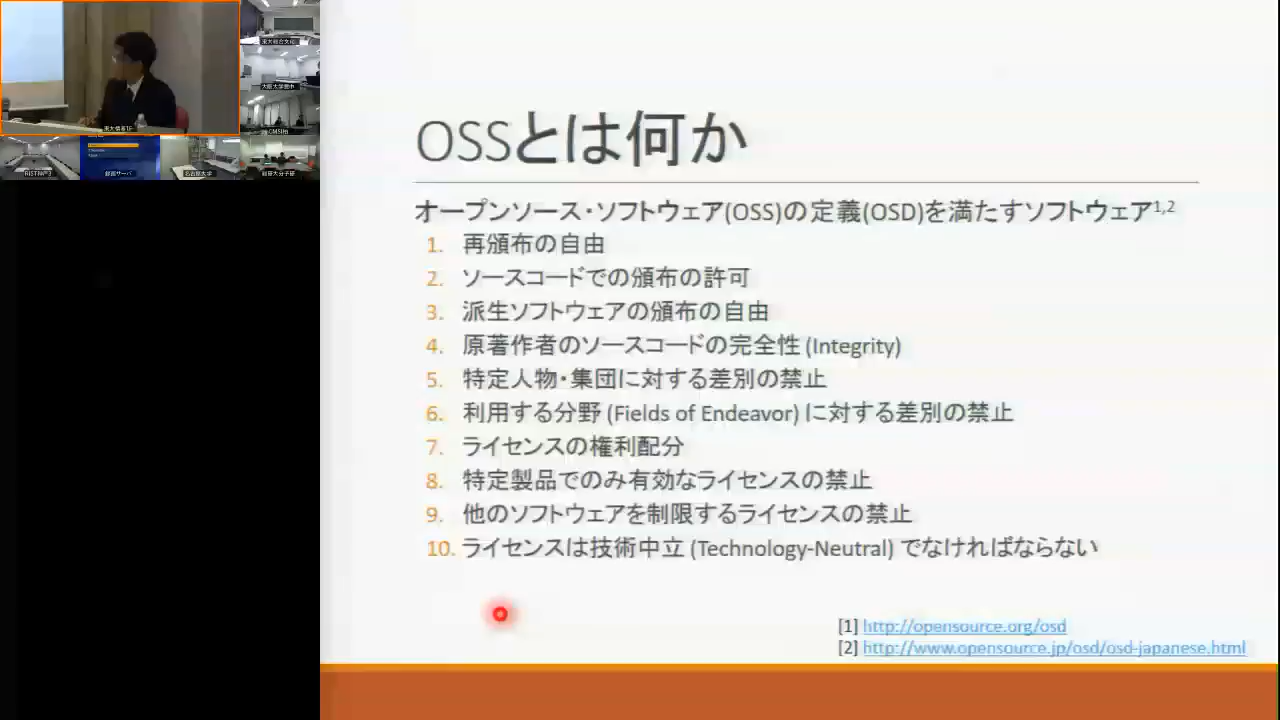 OSSとは何か
オープンソース・ソフトウェア(OSS)の定義(OSD)を満たすソフトウェア1,2
1. 再頒布の自由
2. ソースコードでの頒布の許可
3. 派生ソフトウェアの頒布の自由
4. 原著作者のソースコードの完全性 (Integrity)
5. 特定人物・集団に対する差別の禁止
6. 利用する分野 (Fields of Endeavor) に対する差別の禁止
7. ライセンスの権利配分
8. 特定製品でのみ有効なライセンスの禁止
9. 他のソフトウェアを制限するライセンスの禁止
10. ライセンスは技術中立 (Technology-Neutral) でなければならない
[1] http://opensource.org/osd
[2] http://www.opensource.jp/osd/osd-japanese.html
録画サーバ
名古屋大学